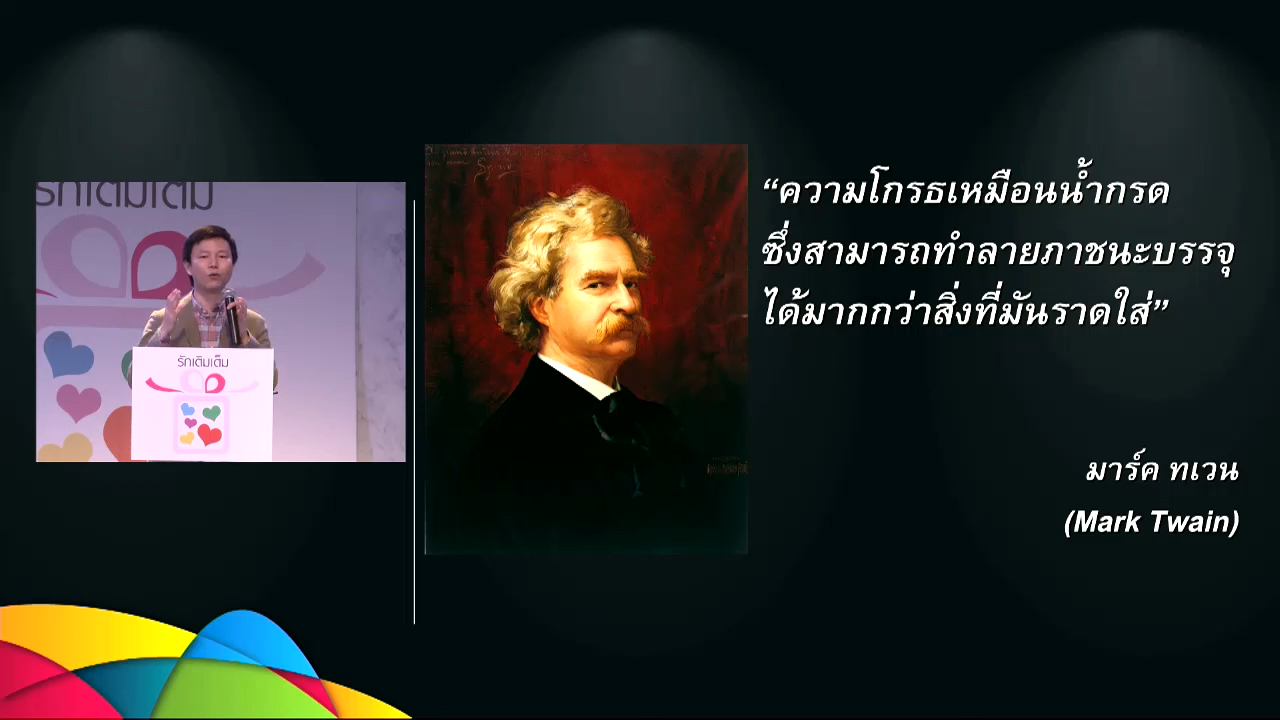 รักเติมเต็ม
รักเติมเต็ม
“ความโกรธเหมือนน้ำกรด
ซึ่งสามารถทำลายภาชนะบรรจุ
ได้มากกว่าสิ่งที่มันราดใส่”
มาร์ค ทเวน
(Mark Twain)